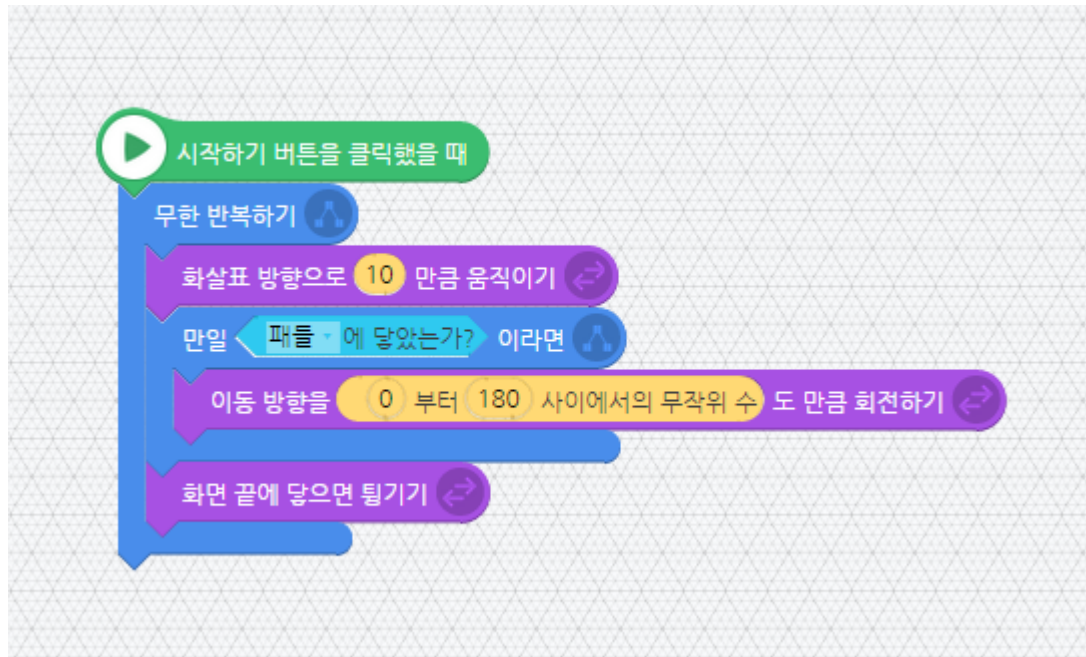 시작하기 버튼을 클릭했을 때
무한 반복하기
화살표 방향으로 10 만큼 움직이기
만일 패들 에 닿았는가? 이라면
이동 방향을 0 부터 180 사이에서의 무작위 수 도 만큼 회전하기
화면 끝에 닿으면 튕기기